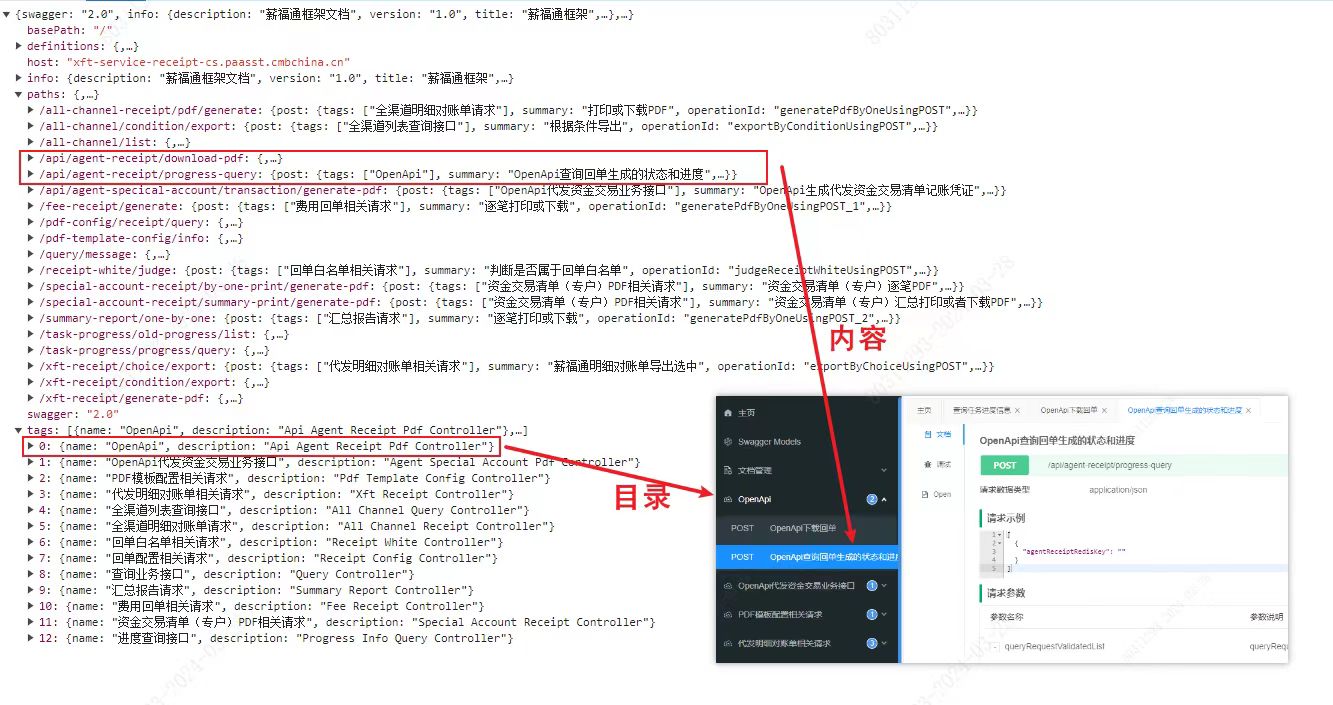 {swagger: "2.0", info: {description: "薪福通框架文档", version: "1.0", title: "薪福通框架",…},…}
basePath: "/"
definitions: {,…}
host: "xft-service-receipt-cs.paasst.cmbchina.cn"
info: {description: "薪福通框架文档", version: "1.0", title: "薪福通框架",…}
paths: {,…}
/all-channel-receipt/pdf/generate: {post: {tags: ["全渠道明细对账单请求"], summary: "打印或下载PDF", operationId: "generatePdfByOneUsingPOST",…}}
/all-channel/condition/export: {post: {tags: ["全渠道列表查询接口"], summary: "根据条件导出", operationId: "exportByConditionUsingPOST",…}}
/all-channel/list: {,…}
/api/agent-receipt/download-pdf: {,…}
/api/agent-receipt/progress-query: {post: {tags: ["OpenApi"], summary: "OpenApi查询回单生成的状态和进度",…}}
/api/agent-specical-account/transaction/generate-pdf: {post: {tags: ["OpenApi代发资金交易业务接口"], summary: "OpenApi生成代发资金交易清单记账凭证",…}}
/fee-receipt/generate: {post: {tags: ["费用回单相关请求"], summary: "逐笔打印或下载", operationId: "generatePdfByOneUsingPOST_1",…}}
/pdf-config/receipt/query: {,…}
/pdf-template-config/info: {,…}
/query/message: {,…}
/receipt-white/judge: {post: {tags: ["回单白名单相关请求"], summary: "判断是否属于回单白名单", operationId: "judgeReceiptWhiteUsingPOST",…}}
/special-account-receipt/by-one-print/generate-pdf: {post: {tags: ["资金交易清单（专户）PDF相关请求"], summary: "资金交易清单（专户）逐笔PDF",…}}
/special-account-receipt/summary-print/generate-pdf: {post: {tags: ["资金交易清单（专户）PDF相关请求"], summary: "资金交易清单（专户）汇总打印或者下载PDF",…}}
/summary-report/one-by-one: {post: {tags: ["汇总报告请求"], summary: "逐笔打印或下载", operationId: "generatePdfByOneUsingPOST_2",…}}
/task-progress/old-progress/list: {,…}
/task-progress/progress/query: {,…}
/xft-receipt/choice/export: {post: {tags: ["代发明细对账单相关请求"], summary: "薪福通明细对账单导出选中", operationId: "exportByChoiceUsingPOST",…}}
/xft-receipt/condition/export: {,…}
/xft-receipt/generate-pdf: {,…}
swagger: "2.0"
tags: [{name: "OpenApi", description: "Api Agent Receipt Pdf Controller"},…]
0: {name: "OpenApi", description: "Api Agent Receipt Pdf Controller"}
1: {name: "OpenApi代发资金交易业务接口", description: "Agent Special Account Pdf Controller"}
2: {name: "PDF模板配置相关请求", description: "Pdf Template Config Controller"}
3: {name: "代发明细对账单相关请求", description: "Xft Receipt Controller"}
4: {name: "全渠道列表查询接口", description: "All Channel Query Controller"}
5: {name: "全渠道明细对账单请求", description: "All Channel Receipt Controller"}
6: {name: "回单白名单相关请求", description: "Receipt White Controller"}
7: {name: "回单配置相关请求", description: "Receipt Config Controller"}
8: {name: "查询业务接口", description: "Query Controller"}
9: {name: "汇总报告请求", description: "Summary Report Controller"}
10: {name: "费用回单相关请求", description: "Fee Receipt Controller"}
11: {name: "资金交易清单（专户）PDF相关请求", description: "Special Account Receipt Controller"}
12: {name: "进度查询接口", description: "Progress Info Query Controller"}
内容
目录
主页
Swagger Models
文档管理
OpenApi 2
POST OpenApi下载回单
POST OpenApi查询回单生成的状态和进度
OpenApi代发资金交易业务接口 1
PDF模板配置相关请求 1
代发明细对账单相关请求 3
主页 查询任务进度信息 × OpenApi下载回单 × OpenApi查询回单生成的状态和进度 ×
文档
调试
Open
OpenApi查询回单生成的状态和进度
POST /api/agent-receipt/progress-query
请求数据类型 application/json
请求示例
1 [
2 {
3 "agentReceiptRedisKey": ""
4 }
5 ]
请求参数
参数名称 参数说明
queryRequestValidatedList queryRequ